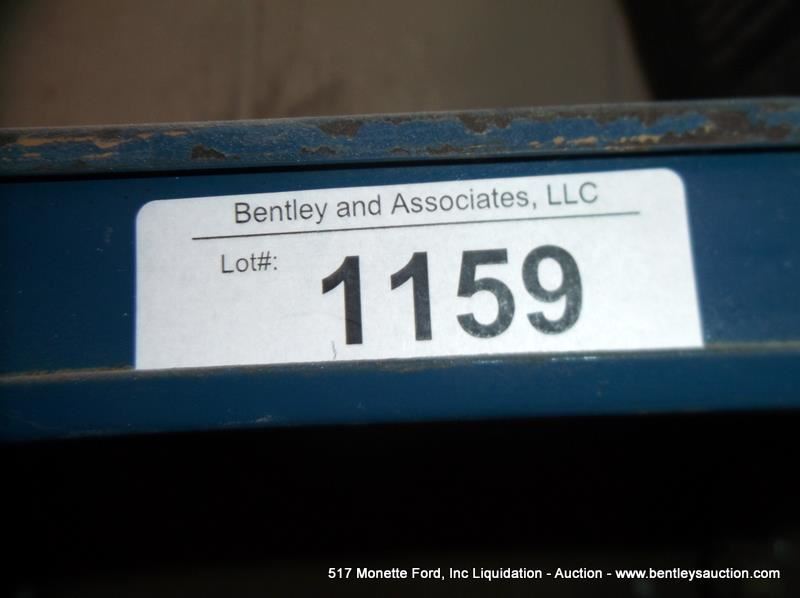 Bentley and Associates, LLC
Lot#:
1159
517 Monette Ford, Inc Liquidation - Auction - www.bentleysauction.com